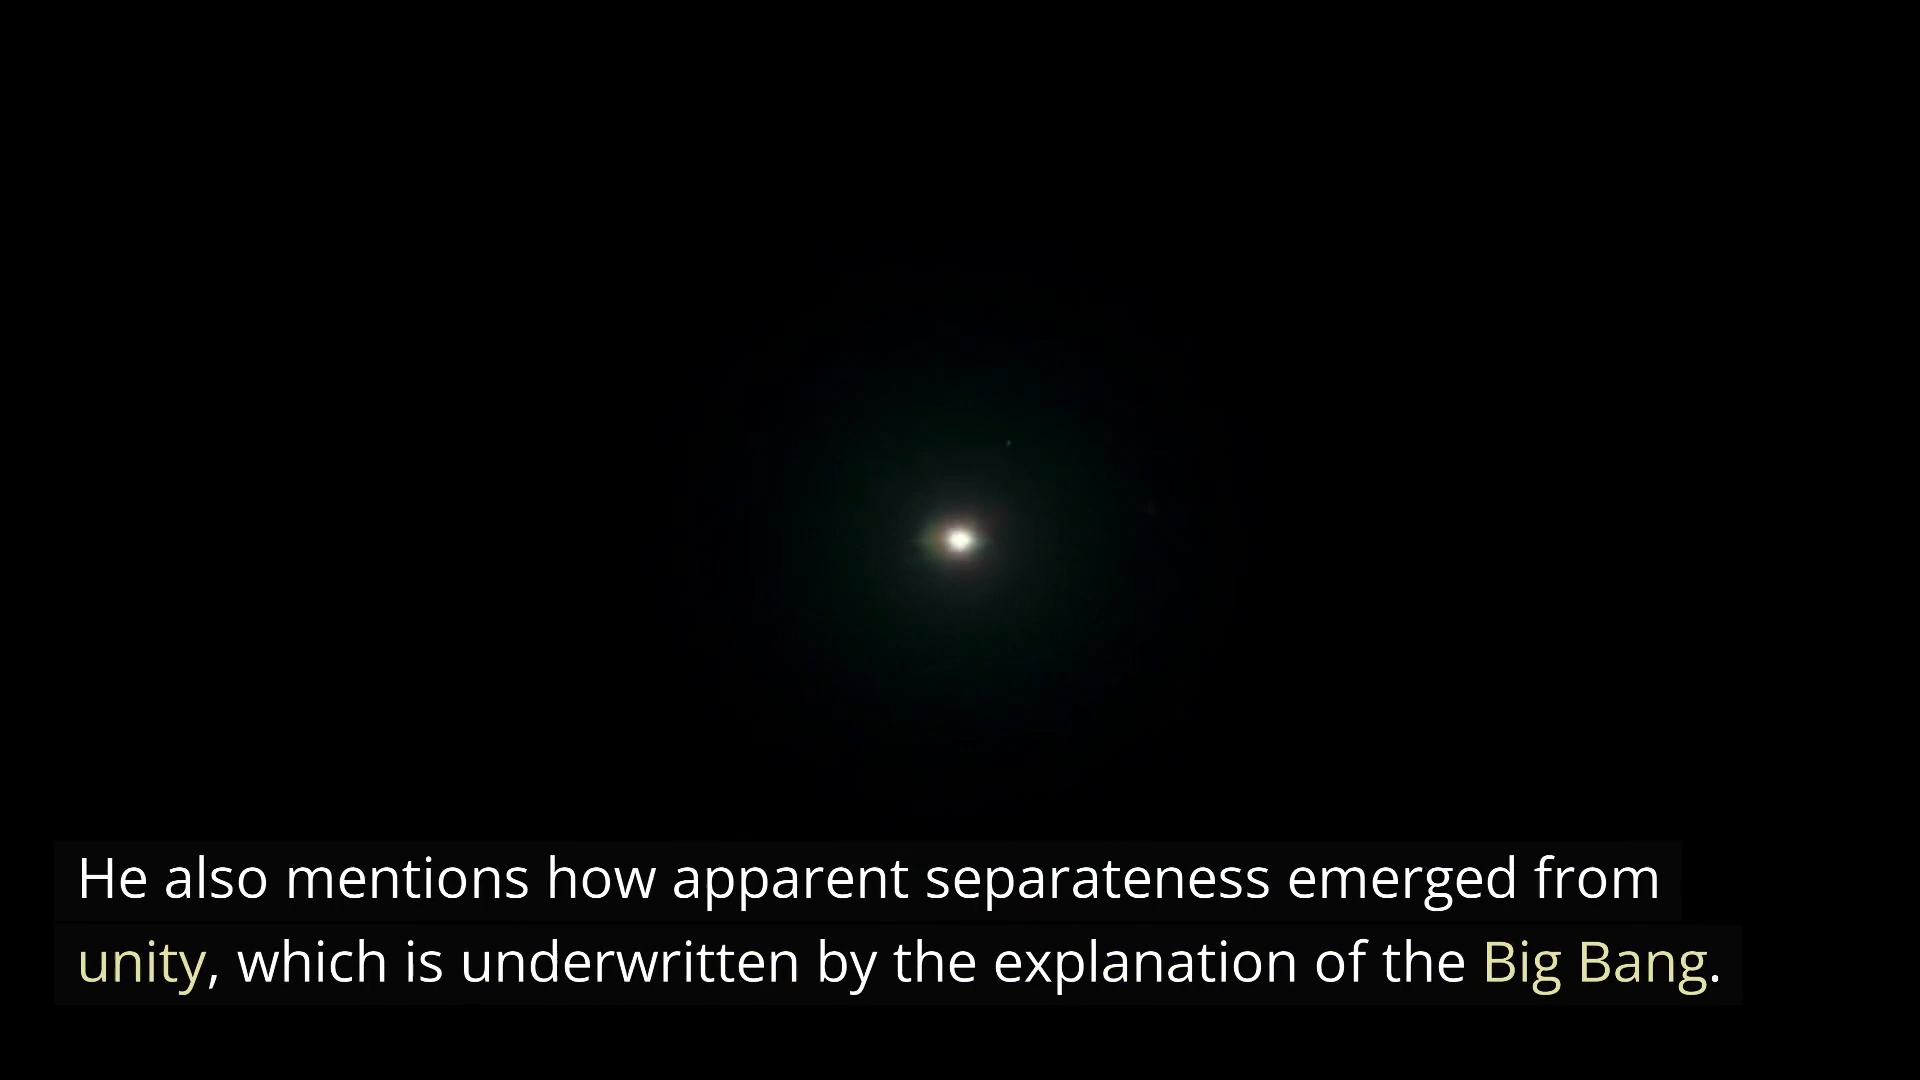 He also mentions how apparent separateness emerged from
unity, which is underwritten by the explanation of the Big Bang.